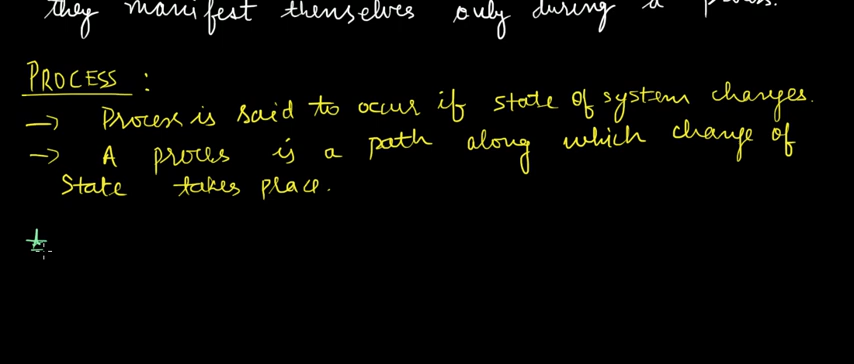 they manifest themselves only during a process.
PROCESS :
→ Process is said to occur if state of system changes.
→ A proces is a path along which change of
State takes place.